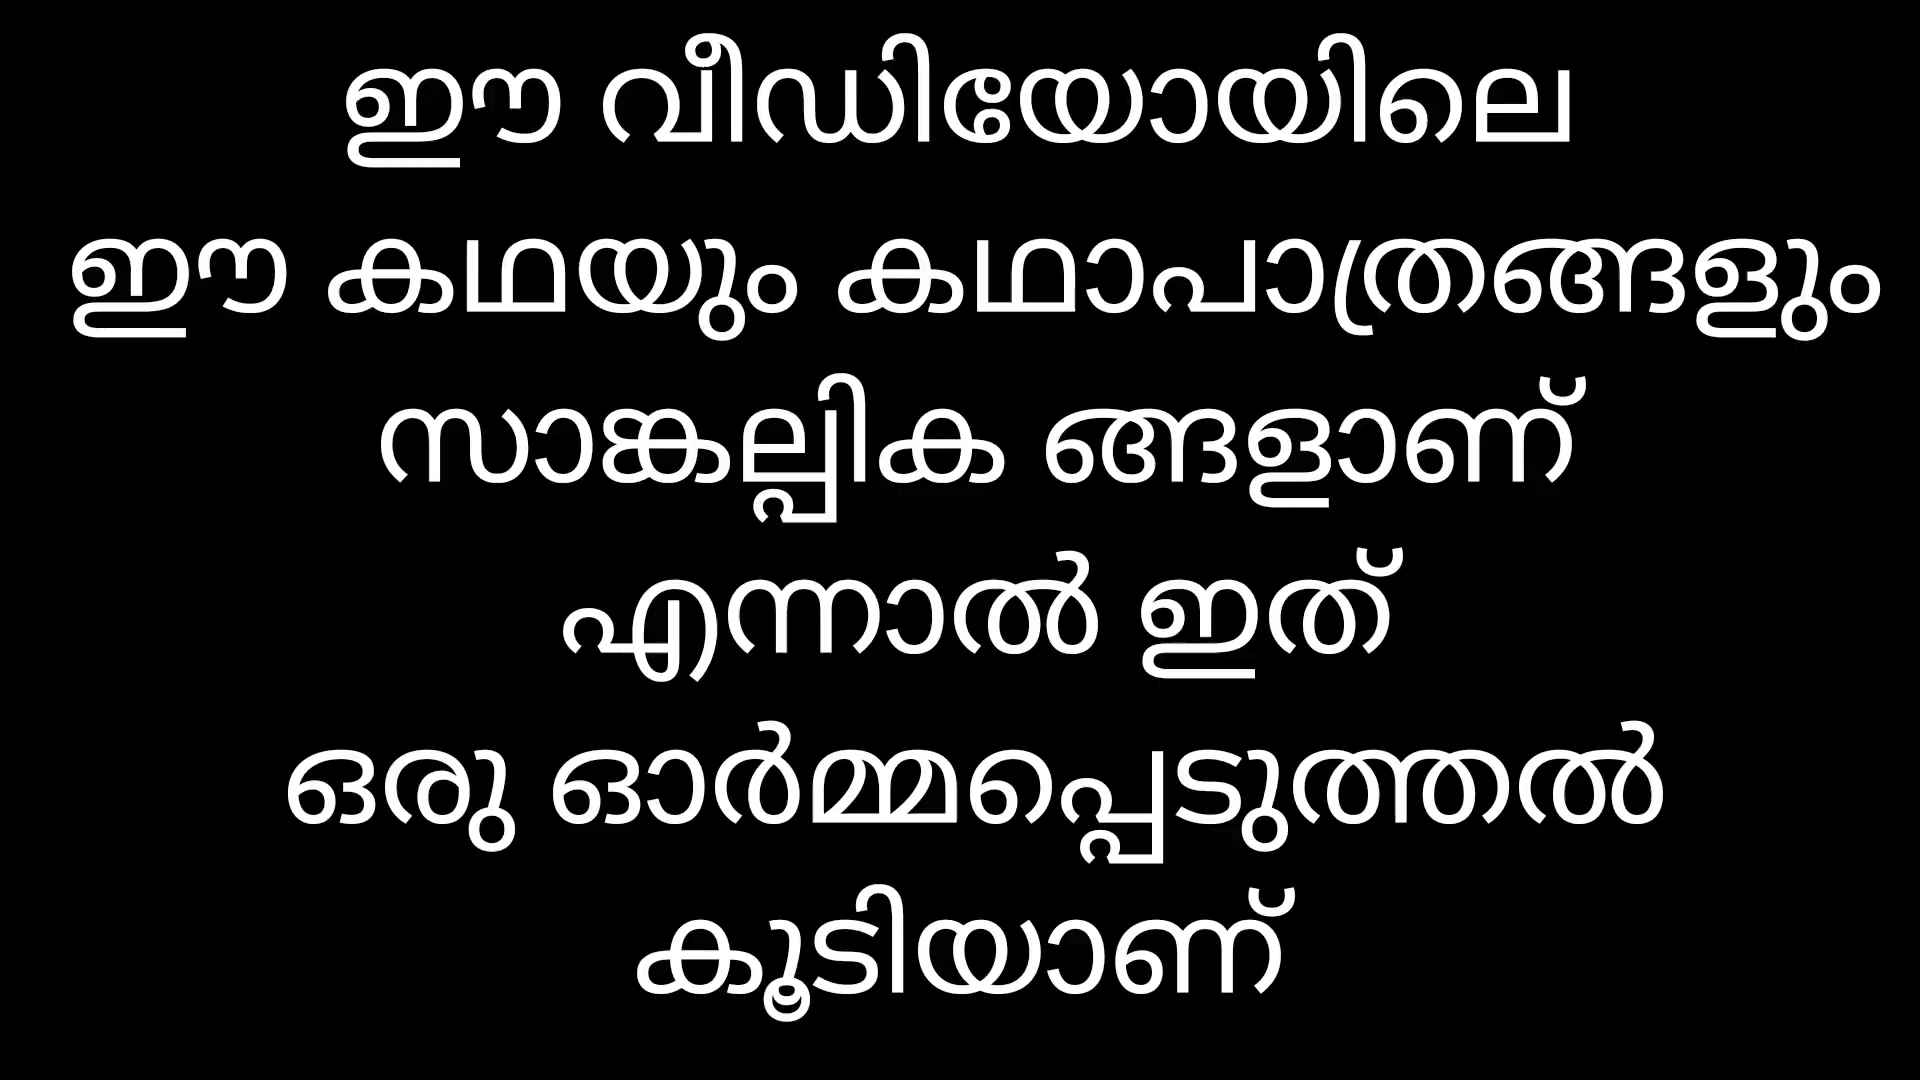 ഈ വീഡിയോയിലെ
ഈ കഥയും കഥാപാത്രങ്ങളും
സാങ്കല്പിക ങ്ങളാണ്
എന്നാൽ ഇത്
ഒരു ഓർമ്മപ്പെടുത്തൽ
കൂടിയാണ്